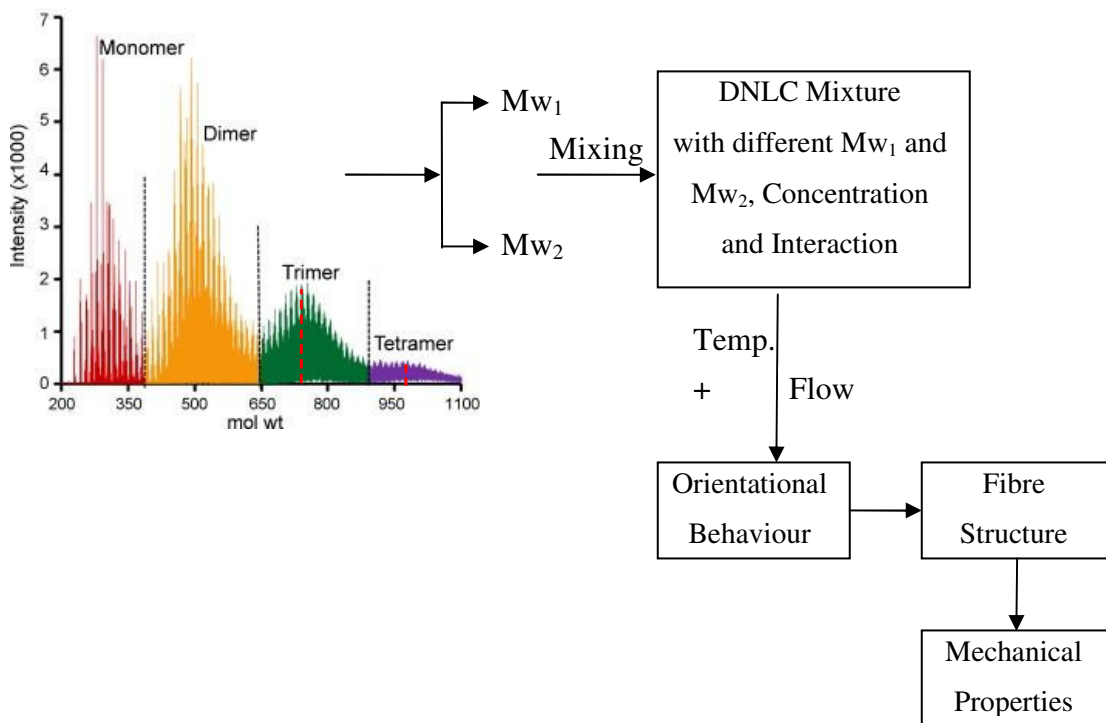 7
6
5
4
3
2
1
0
Intensity (x1000)
Monomer
Dimer
Trimer
Tetramer
200 350 500 650 800 950 1100
mol wt
Mw₁
Mw₂
Mixing
DNLC Mixture
with different Mw₁ and
Mw₂, Concentration
and Interaction
Temp.
+ Flow
Orientational
Behaviour
Fibre
Structure
Mechanical
Properties